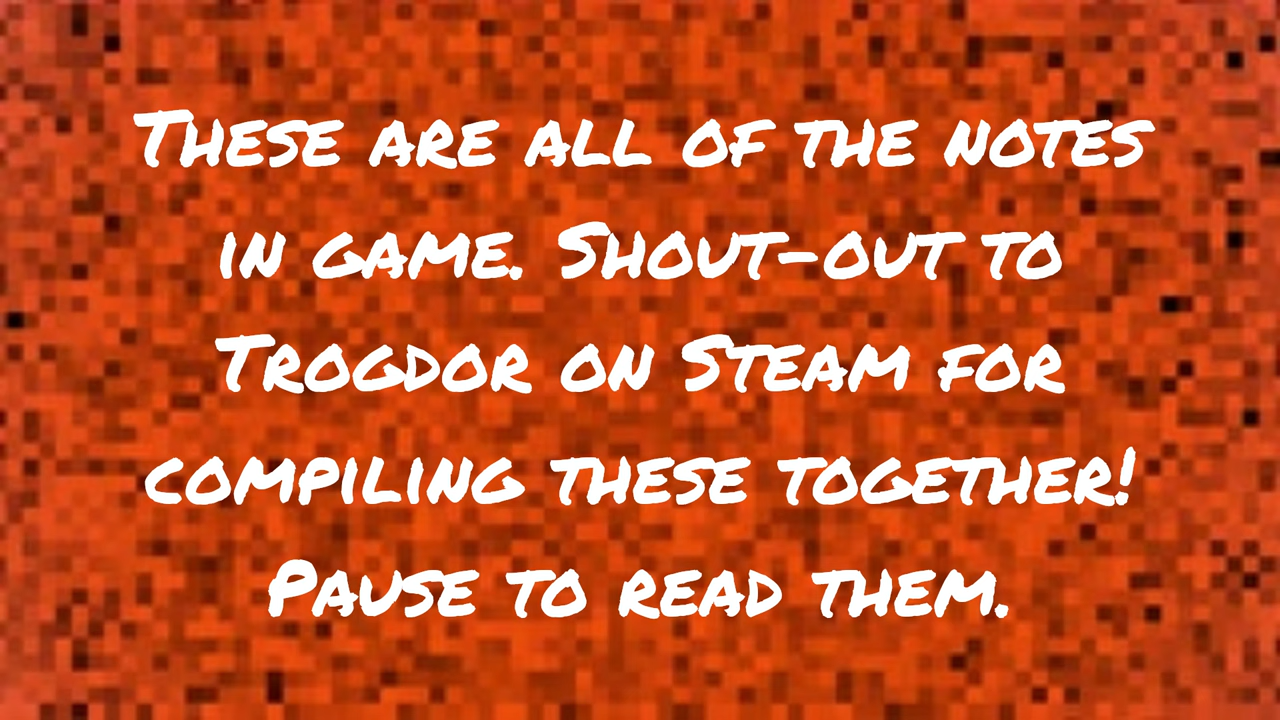 These are all of the notes
in game. Shout-out to
Trogdor on Steam for
compiling these together!
Pause to read them.